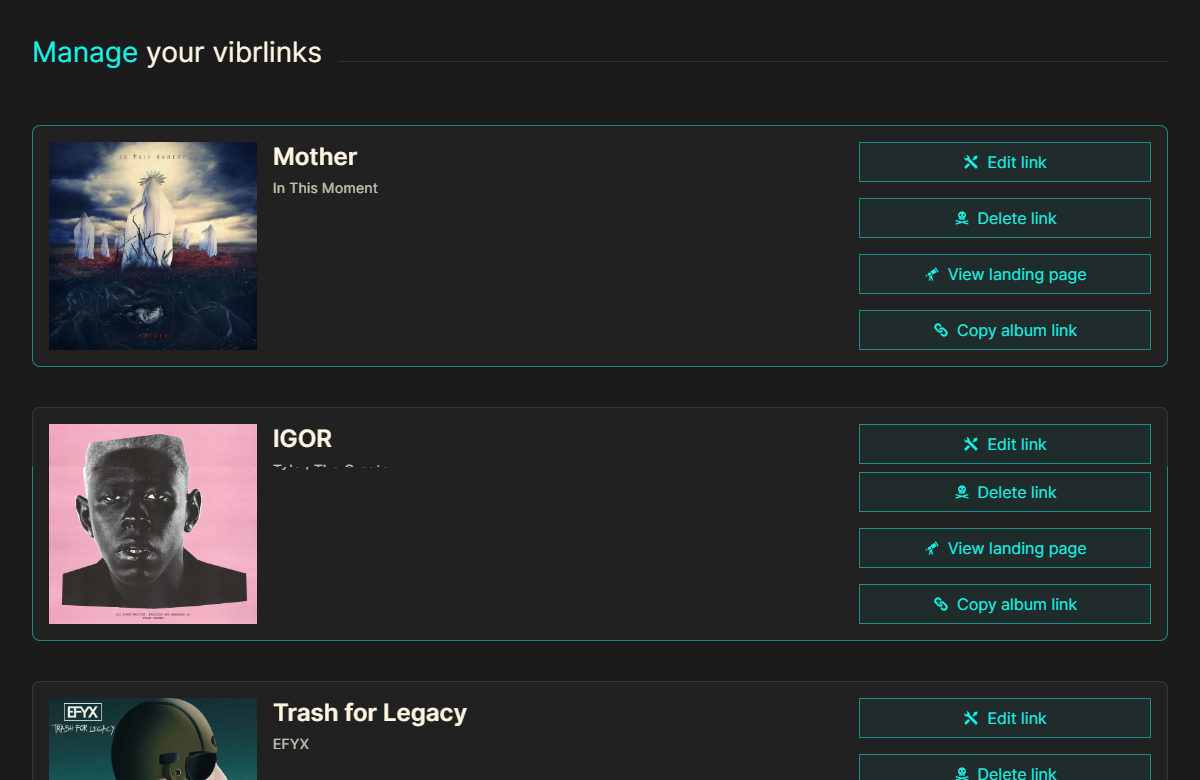 Manage your vibrlinks
IN THIS MOMENT
Mother
In This Moment
Edit link
Delete link
View landing page
Copy album link
IGOR
Edit link
Delete link
View landing page
Copy album link
EFYX
TRASH FOR LEGACY
Trash for Legacy
EFYX
Edit link
Delete link